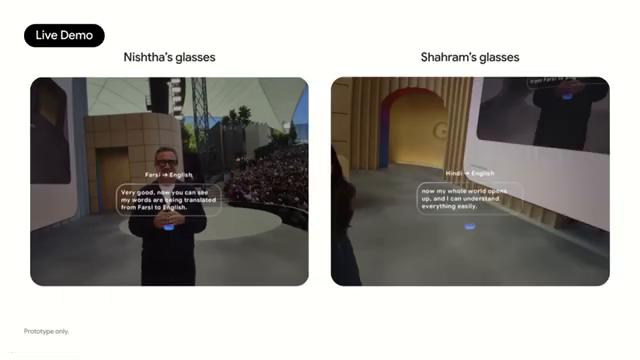 Live Demo
Nishtha's glasses
Shahram's glasses
Farsi → English
Very good, now you can see
my words are being translated
from Farsi to English.
Hindi → English
now my whole world opens
up, and I can understand
everything easily.
Prototype only.